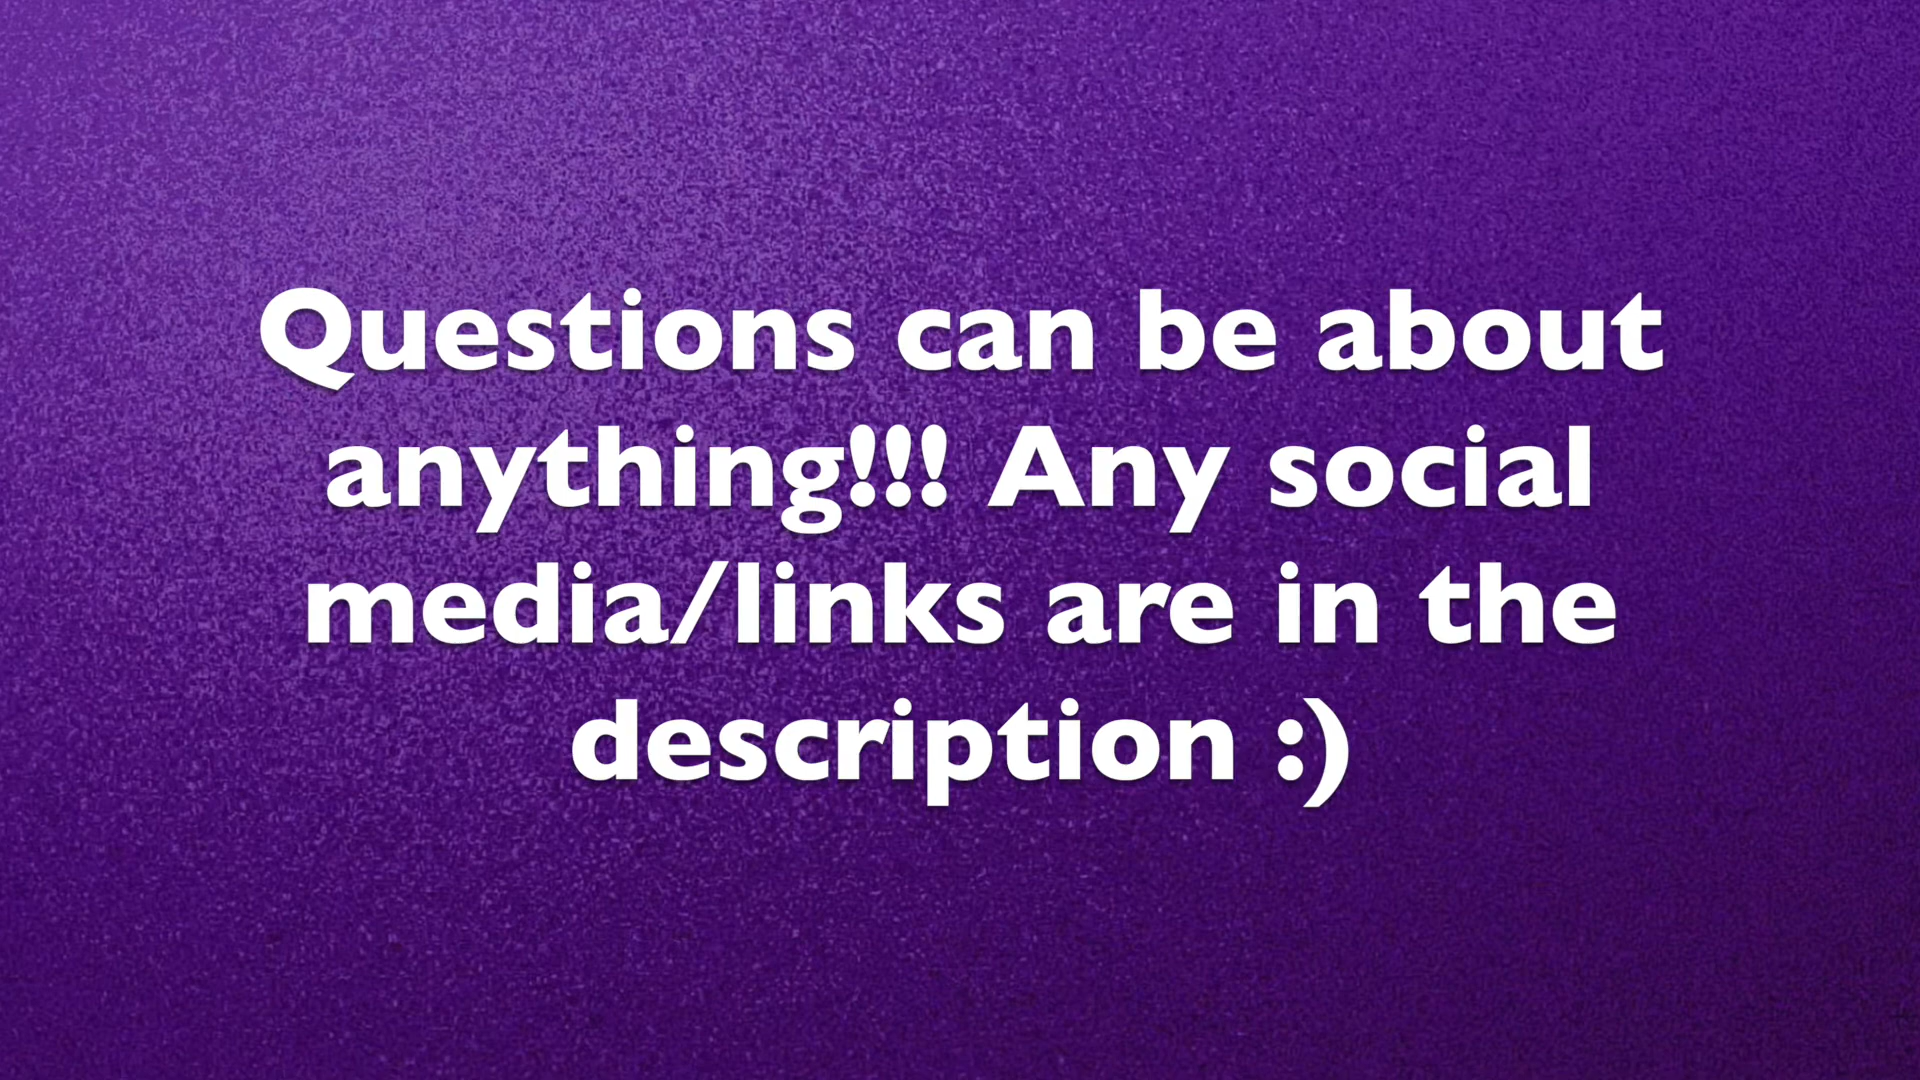 Questions can be about
anything!!! Any social
media/links are in the
description :)